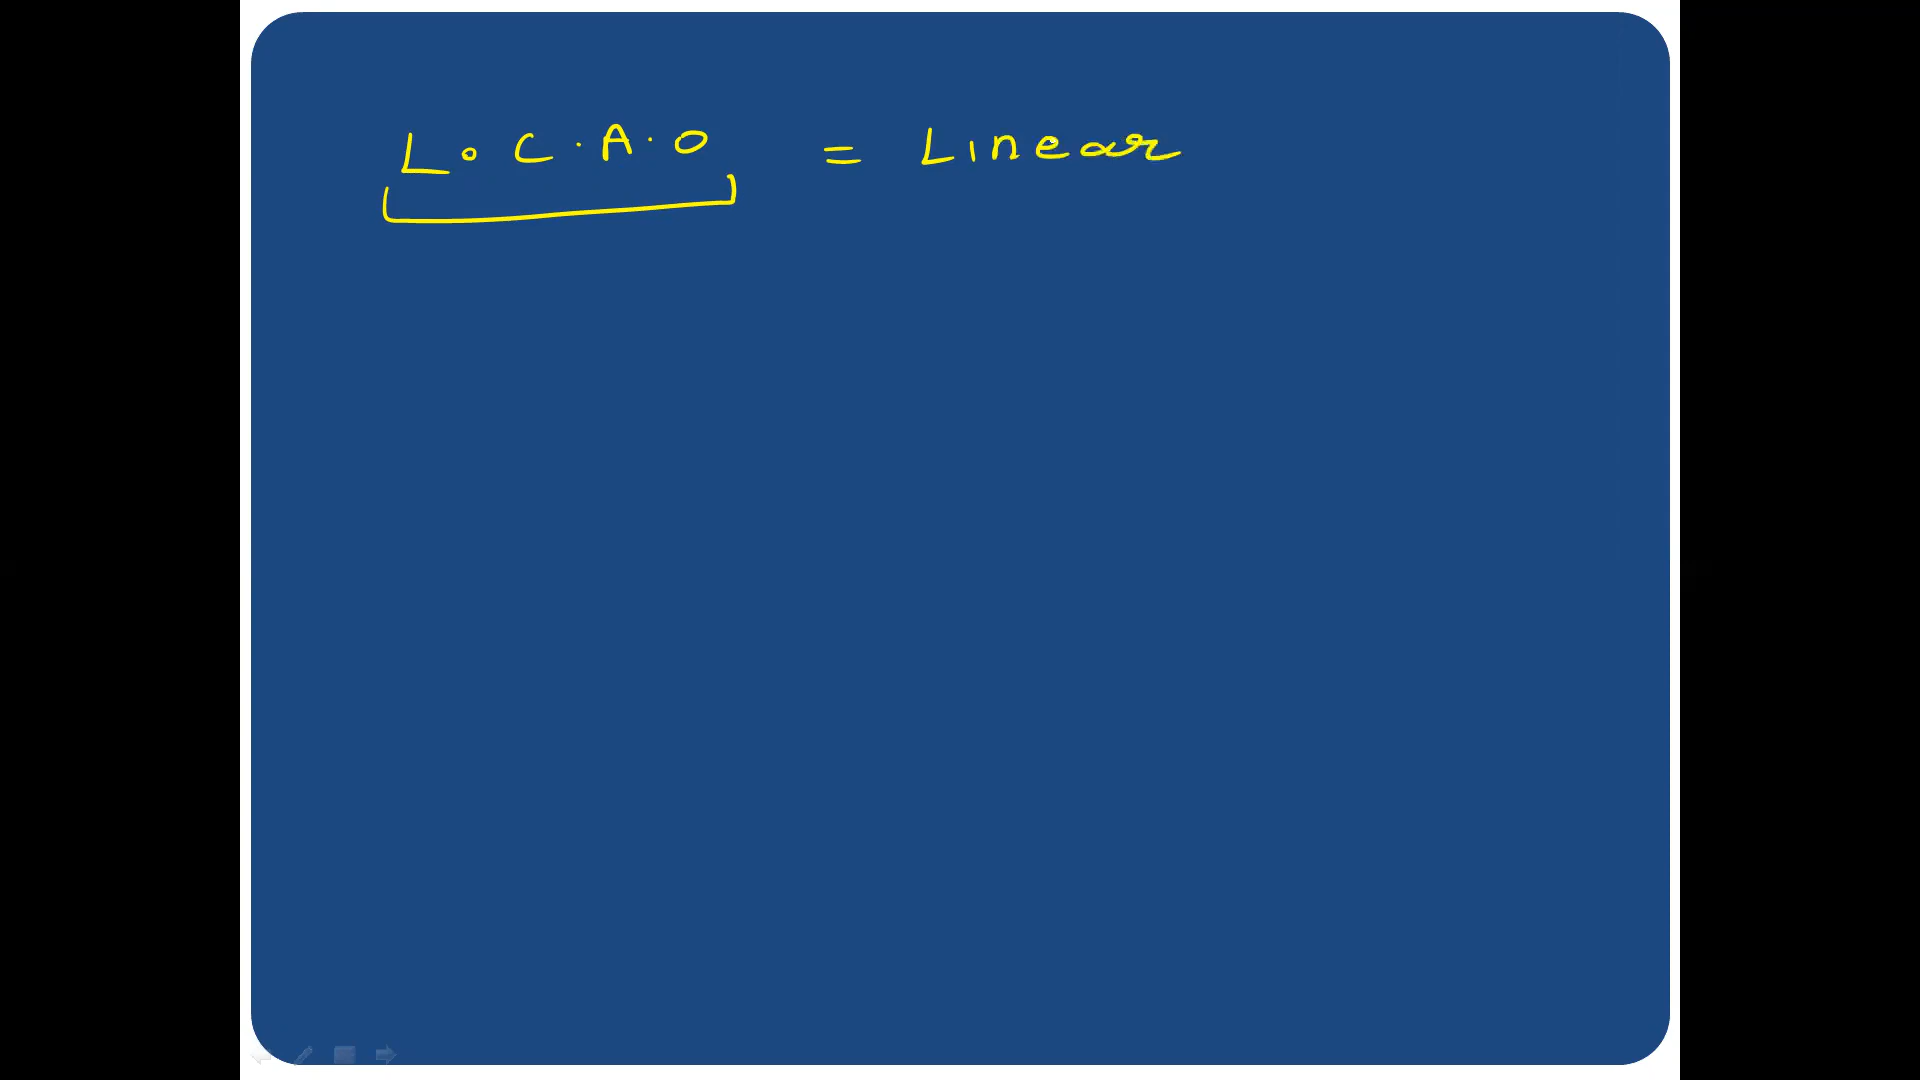 L. C. A. O = Linear